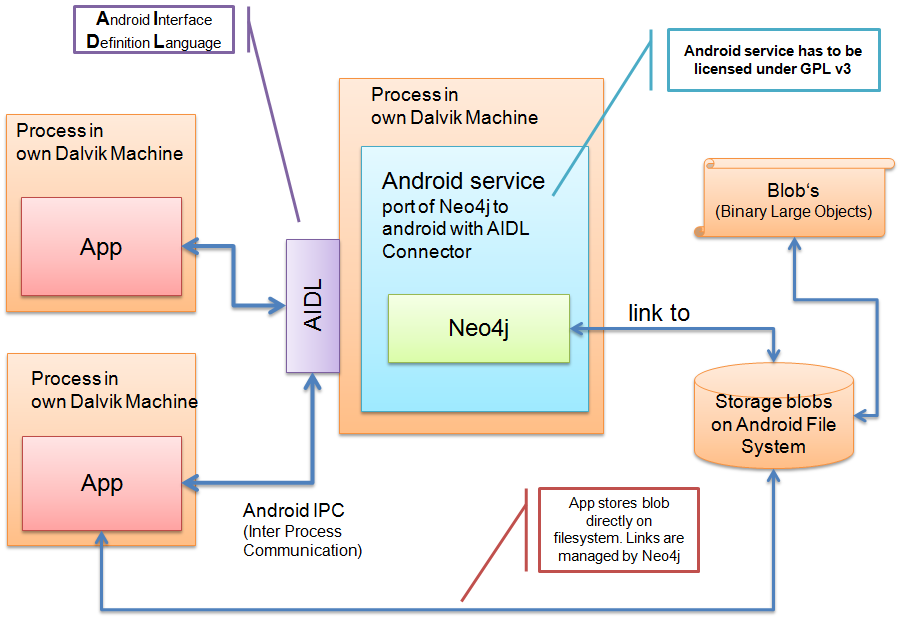 Android Interface
Definition Language
Android service has to be
licensed under GPL v3
Process in
own Dalvik Machine
Process in
own Dalvik Machine
App
Android service
port of Neo4j to
android with AIDL
Connector
Neo4j
AIDL
Blob‘s
(Binary Large Objects)
link to
Process in
own Dalvik Machine
App
Storage blobs
on Android File
System
Android IPC
(Inter Process
Communication)
App stores blob
directly on
filesystem. Links are
managed by Neo4j